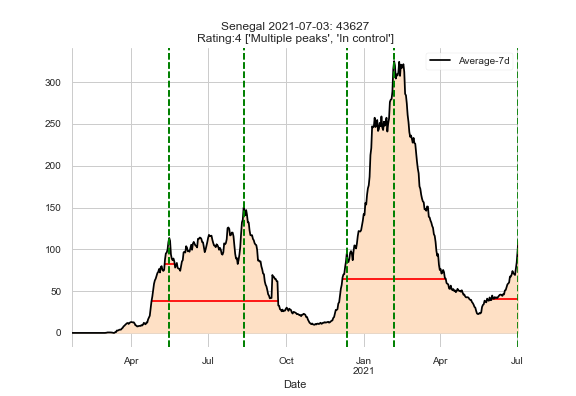 Senegal 2021-07-03: 43627
Rating:4 ['Multiple peaks', 'In control']
Average-7d
300
250
200
150
100
50
0
Apr
Jul
Oct
Jan
2021
Apr
Jul
Date